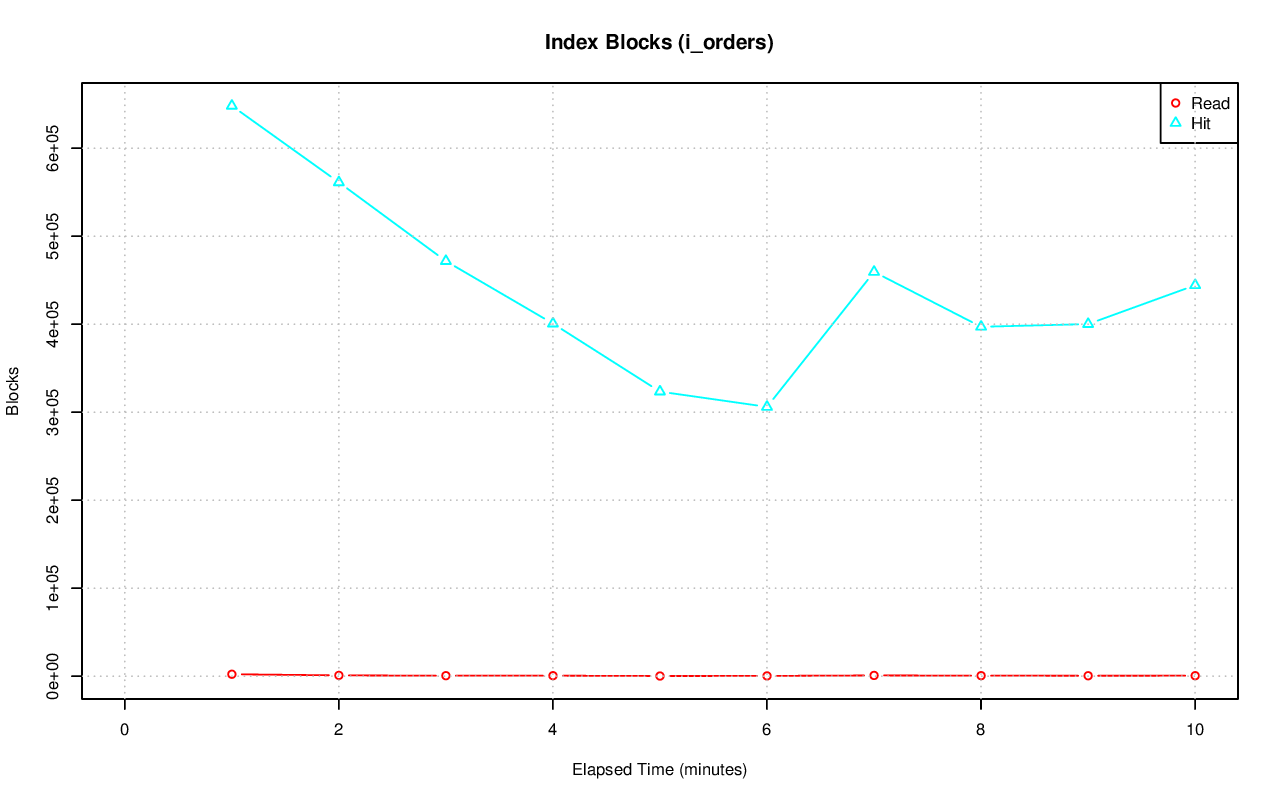 Index Blocks (i_orders)
Read
Hit
Blocks
6e+05
5e+05
4e+05
3e+05
2e+05
1e+05
0e+00
0 2 4 6 8 10
Elapsed Time (minutes)